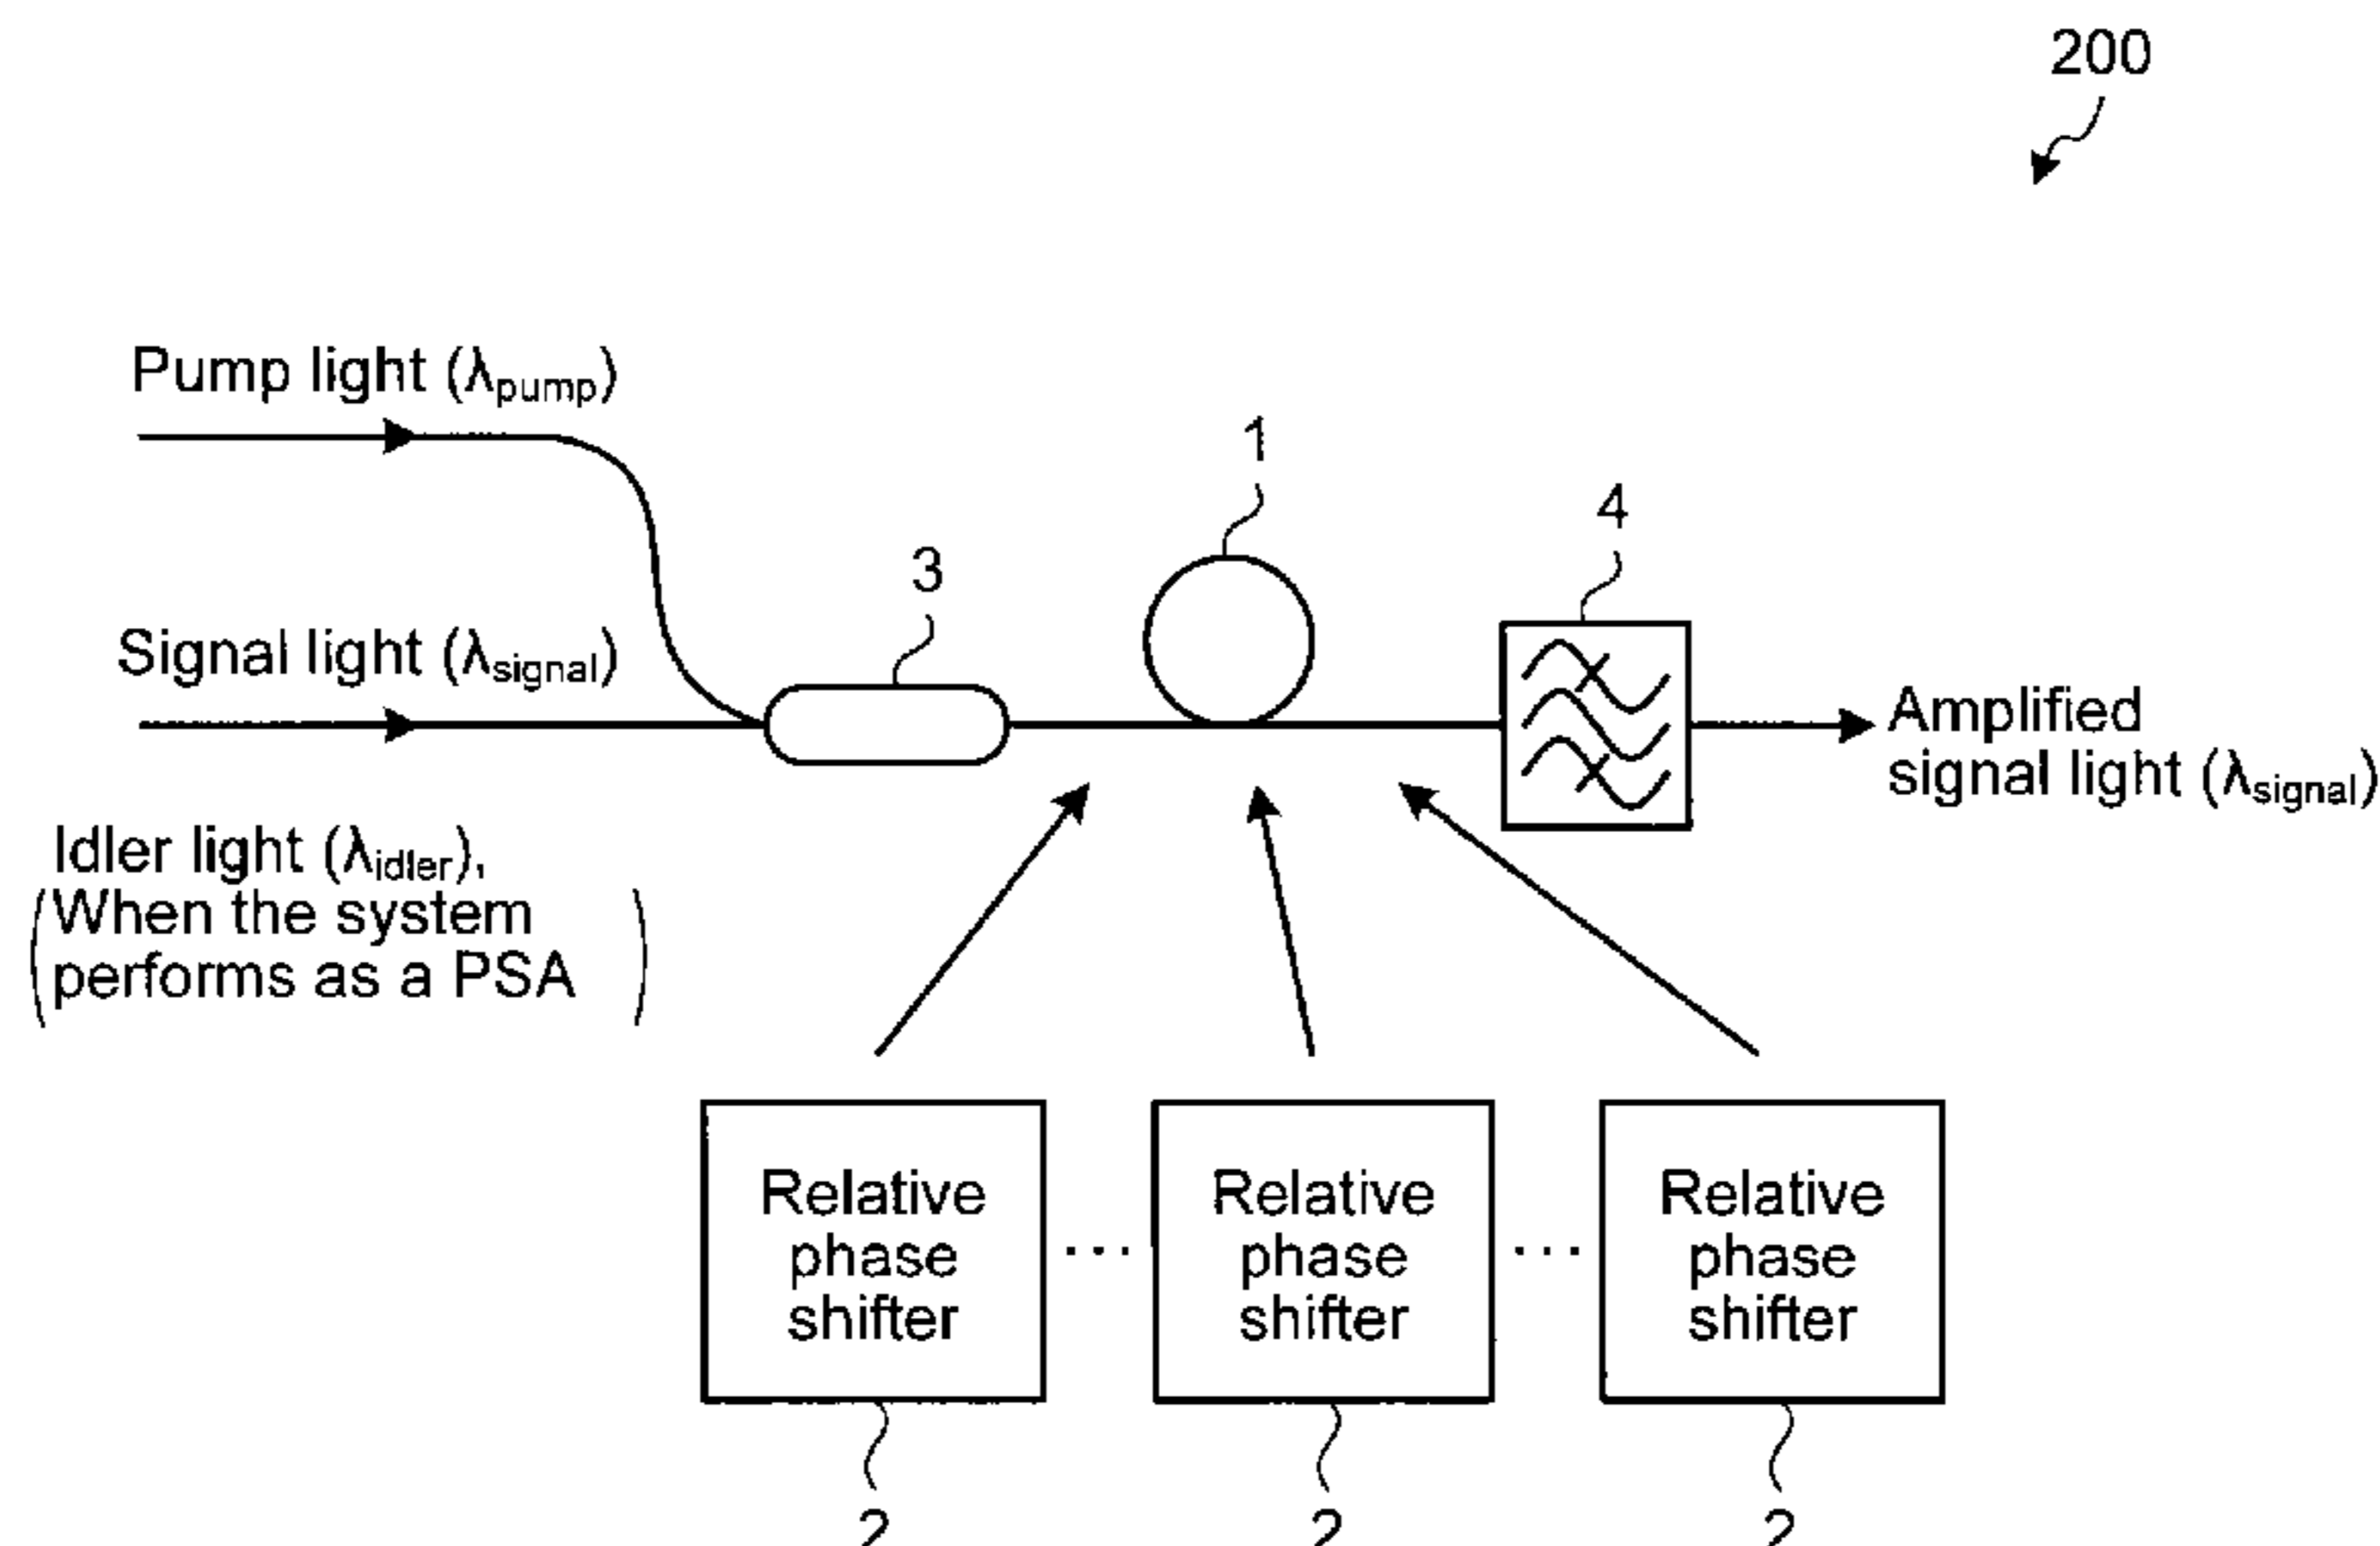 200
Pump light (λpump)
1
4
3
Signal light (λsignal)
Amplified
signal light (λsignal)
Idler light (λidler),
When the system
performs as a PSA
Relative
phase
shifter
...
Relative
phase
shifter
...
Relative
phase
shifter
2
2
2